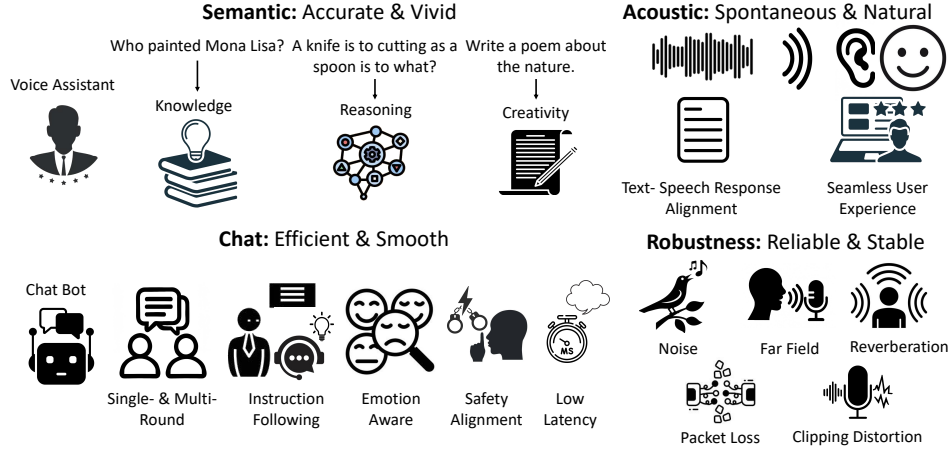 Semantic: Accurate & Vivid
Voice Assistant
Who painted Mona Lisa?
Knowledge
A knife is to cutting as a
spoon is to what?
Reasoning
Write a poem about
the nature.
Creativity
Acoustic: Spontaneous & Natural
Text- Speech Response
Alignment
Seamless User
Experience
Chat: Efficient & Smooth
Chat Bot
Single- & Multi-
Round
Instruction
Following
Emotion
Aware
Safety
Alignment
MS
Low
Latency
Robustness: Reliable & Stable
Noise
Far Field
Reverberation
Packet Loss
Clipping Distortion